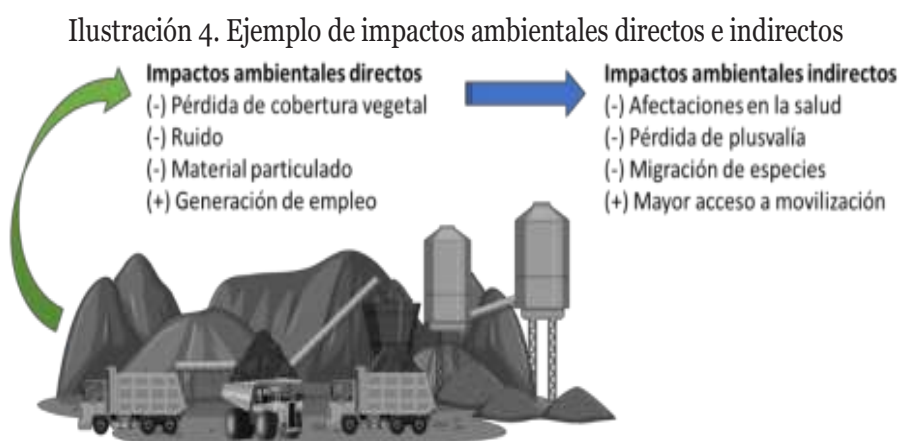 Ilustración 4. Ejemplo de impactos ambientales directos e indirectos
Impactos ambientales directos
(-) Pérdida de cobertura vegetal
(-) Ruido
(-) Material particulado
(+) Generación de empleo
Impactos ambientales indirectos
(-) Afectaciones en la salud
(-) Pérdida de plusvalía
(-) Migración de especies
(+) Mayor acceso a movilización